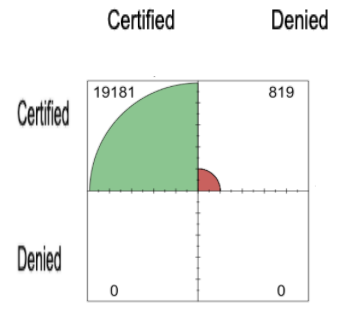 Certified Denied
19181 819
Certified
Denied
0 0